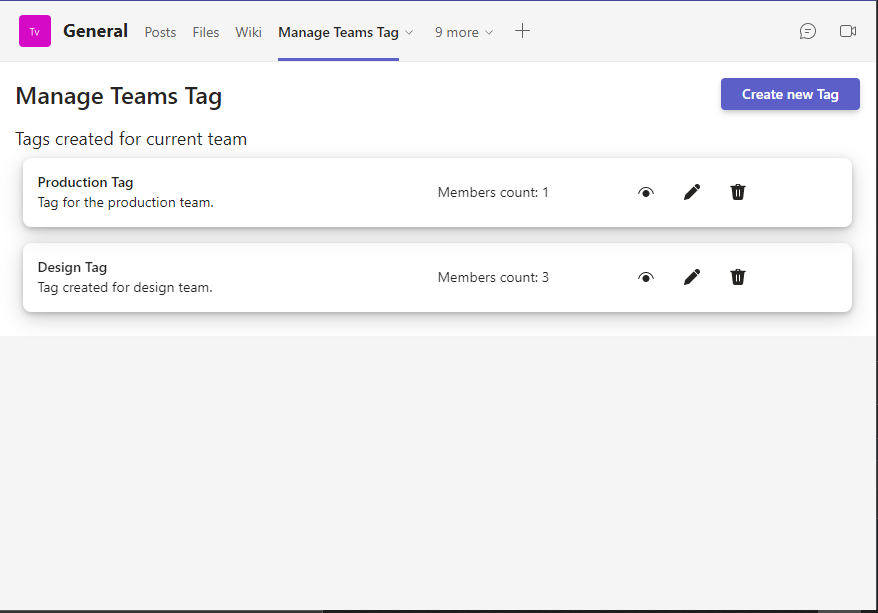 Tv General Posts Files Wiki Manage Teams Tag 9 more
Manage Teams Tag
Create new Tag
Tags created for current team
Production Tag
Tag for the production team.
Members count: 1
Design Tag
Tag created for design team.
Members count: 3